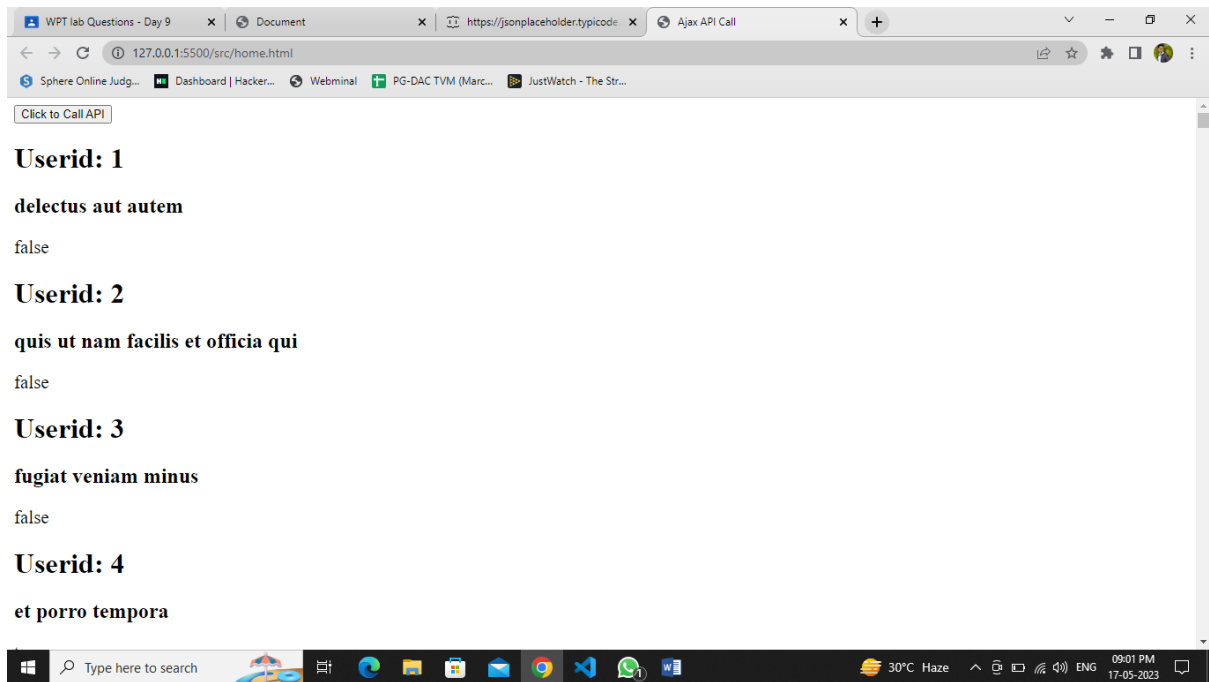 WPT lab Questions - Day 9
Document
https://jsonplaceholder.typicode.
Ajax API Call
127.0.0.1:5500/src/home.html
Sphere Online Judg...
Dashboard | Hacker...
Webminal
PG-DAC TVM (Marc...
JustWatch - The Str...
Click to Call API
Userid: 1
delectus aut autem
false
Userid: 2
quis ut nam facilis et officia qui
false
Userid: 3
fugiat veniam minus
false
Userid: 4
et porro tempora
Type here to search
30°C Haze
ENG
09:01 PM
17-05-2023